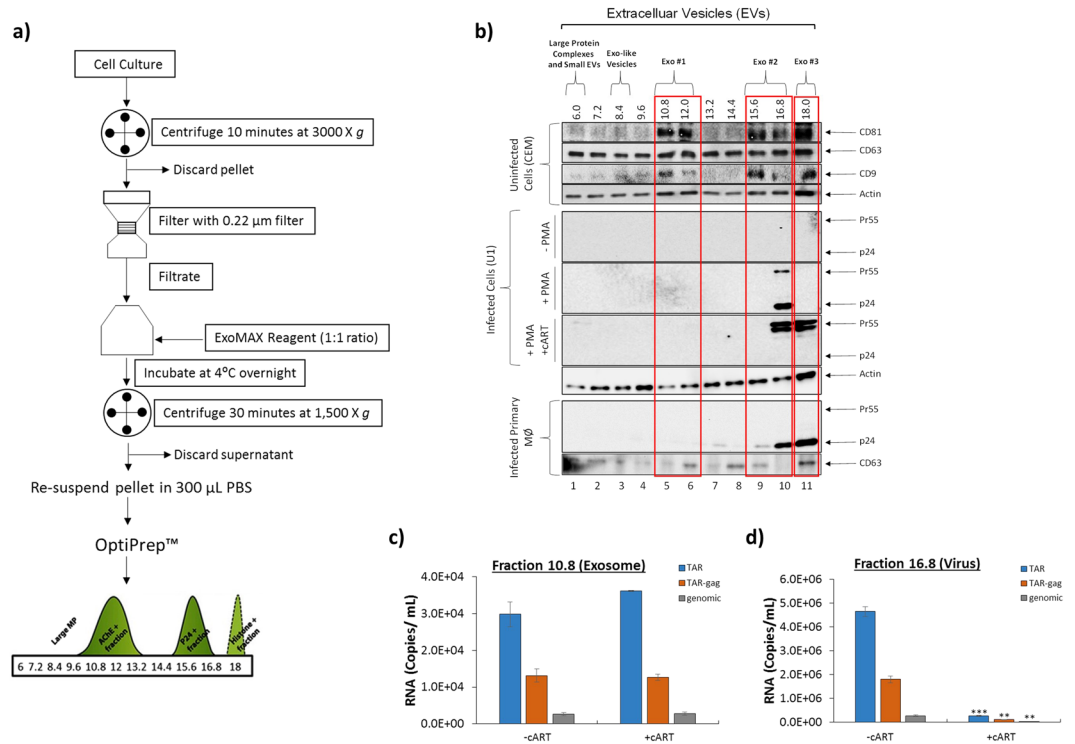 a)
Cell Culture
Centrifuge 10 minutes at 3000 X g
Discard pellet
Filter with 0.22 µm filter
Filtrate
ExoMAX Reagent (1:1 ratio)
Incubate at 4°C overnight
Centrifuge 30 minutes at 1,500 X g
Discard supernatant
Re-suspend pellet in 300 µL PBS
OptiPrep™
Large MP
AChE +
fraction
P24 +
fraction
Histone +
fraction
6 7.2 8.4 9.6 10.8 12 13.2 14.4 15.6 16.8 18
b)
Extracelluar Vesicles (EVs)
Large Protein
Complexes
and Small EVs
Exo-like
Vesicles
Exo #1
Exo #2
Exo #3
6.0 7.2 8.4 9.6 10.8 12.0 13.2 14.4 15.6 16.8 18.0
Uninfected
Cells (CEM)
CD81
CD63
CD9
Actin
Infected Cells (U1)
- PMA
Pr55
p24
+ PMA
Pr55
p24
+ PMA
+cART
Pr55
p24
Actin
Infected Primary
MØ
Pr55
p24
CD63
1 2 3 4 5 6 7 8 9 10 11
c)
Fraction 10.8 (Exosome)
TAR
TAR-gag
genomic
RNA (Copies/ mL)
4.0E+04
3.0E+04
2.0E+04
1.0E+04
0.0E+00
-cART +cART
d)
Fraction 16.8 (Virus)
TAR
TAR-gag
genomic
RNA (Copies/mL)
6.0E+06
5.0E+06
4.0E+06
3.0E+06
2.0E+06
1.0E+06
0.0E+00
*** ** **
-cART +cART